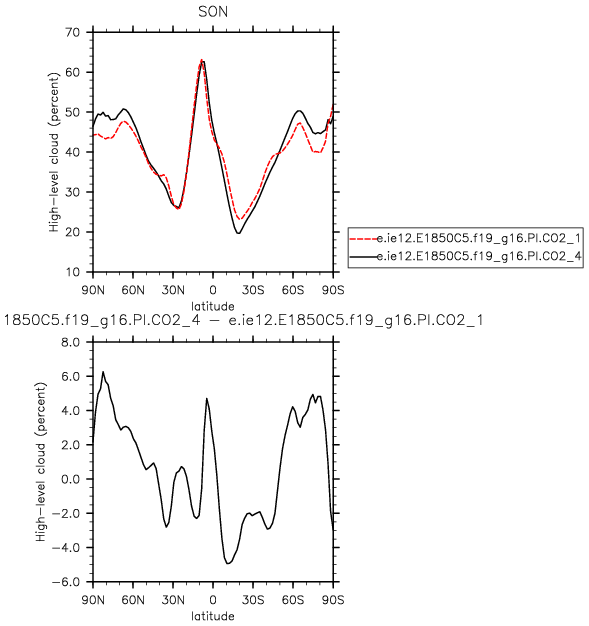 SON
70
60
50
40
30
20
10
High-level cloud (percent)
90N 60N 30N 0 30S 60S 90S
latitude
e.ie12.E1850C5.f19_g16.PI.CO2_1
e.ie12.E1850C5.f19_g16.PI.CO2_4
1850C5.f19_g16.PI.CO2_4 - e.ie12.E1850C5.f19_g16.PI.CO2_1
8.0
6.0
4.0
2.0
0.0
-2.0
-4.0
-6.0
High-level cloud (percent)
90N 60N 30N 0 30S 60S 90S
latitude